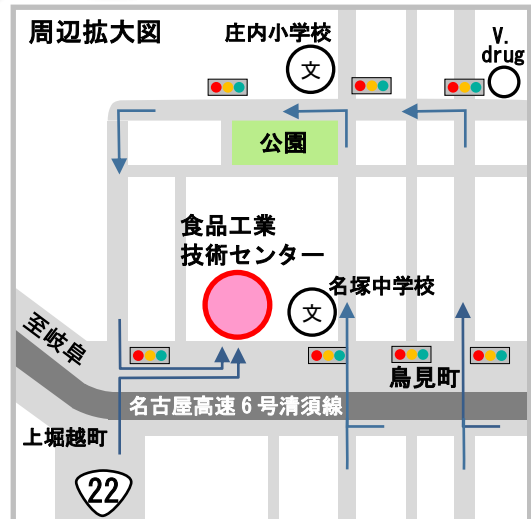 周辺拡大図
庄内小学校
文
V.
drug
公園
食品工業
技術センター
名塚中学校
文
至岐阜
鳥見町
名古屋高速6号清須線
上堀越町
22